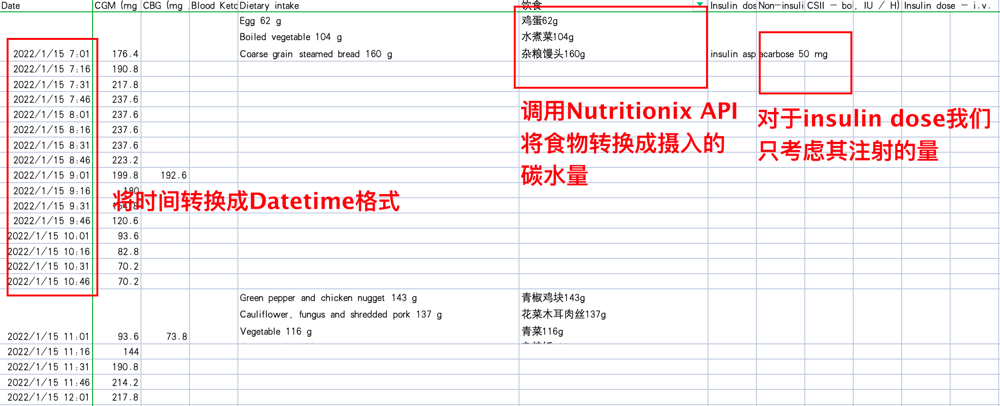 Date CGM (mg CBG (mg Blood Keto Dietary intake 饮食 Insulin dos Non-insuli CSII - bo , IU / H) Insulin dose - i.v.
Egg 62 g 鸡蛋62g
Boiled vegetable 104 g 水煮菜104g
2022/1/15 7:01 176.4 Coarse grain steamed bread 160 g 杂粮馒头160g insulin asp acarbose 50 mg
2022/1/15 7:16 190.8
2022/1/15 7:31 217.8
2022/1/15 7:46 237.6
2022/1/15 8:01 237.6
2022/1/15 8:16 237.6
2022/1/15 8:31 237.6
2022/1/15 8:46 223.2
2022/1/15 9:01 199.8 192.6
2022/1/15 9:16 180
2022/1/15 9:31
2022/1/15 9:46 120.6
2022/1/15 10:01 93.6
2022/1/15 10:16 82.8
2022/1/15 10:31 70.2
2022/1/15 10:46 70.2
Green pepper and chicken nugget 143 g 青椒鸡块143g
Cauliflower, fungus and shredded pork 137 g 花菜木耳肉丝137g
Vegetable 116 g 青菜116g
2022/1/15 11:01 93.6 73.8
2022/1/15 11:16 144
2022/1/15 11:31 190.8
2022/1/15 11:46 214.2
2022/1/15 12:01 217.8
将时间转换成Datetime格式
调用Nutritionix API
将食物转换成摄入的
碳水量
对于insulin dose我们
只考虑其注射的量